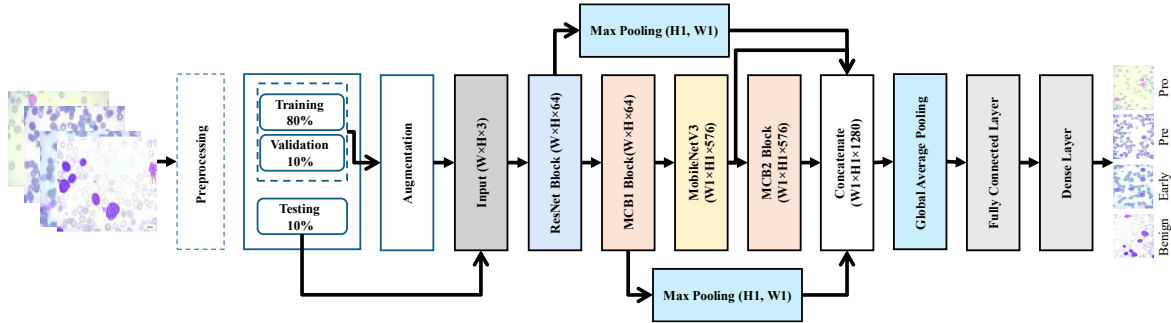 Preprocessing
Training
80%
Validation
10%
Testing
10%
Augmentation
Input (W×H×3)
ResNet Block (W×H×64)
Max Pooling (H1, W1)
MCB1 Block(W×H×64)
Max Pooling (H1, W1)
MobileNetV3
(W1×H1×576)
MCB2 Block
(W1×H1×576)
Concatenate
(W1×H1×1280)
Global Average Pooling
Fully Connected Layer
Dense Layer
Pro
Pre
Early
Benign